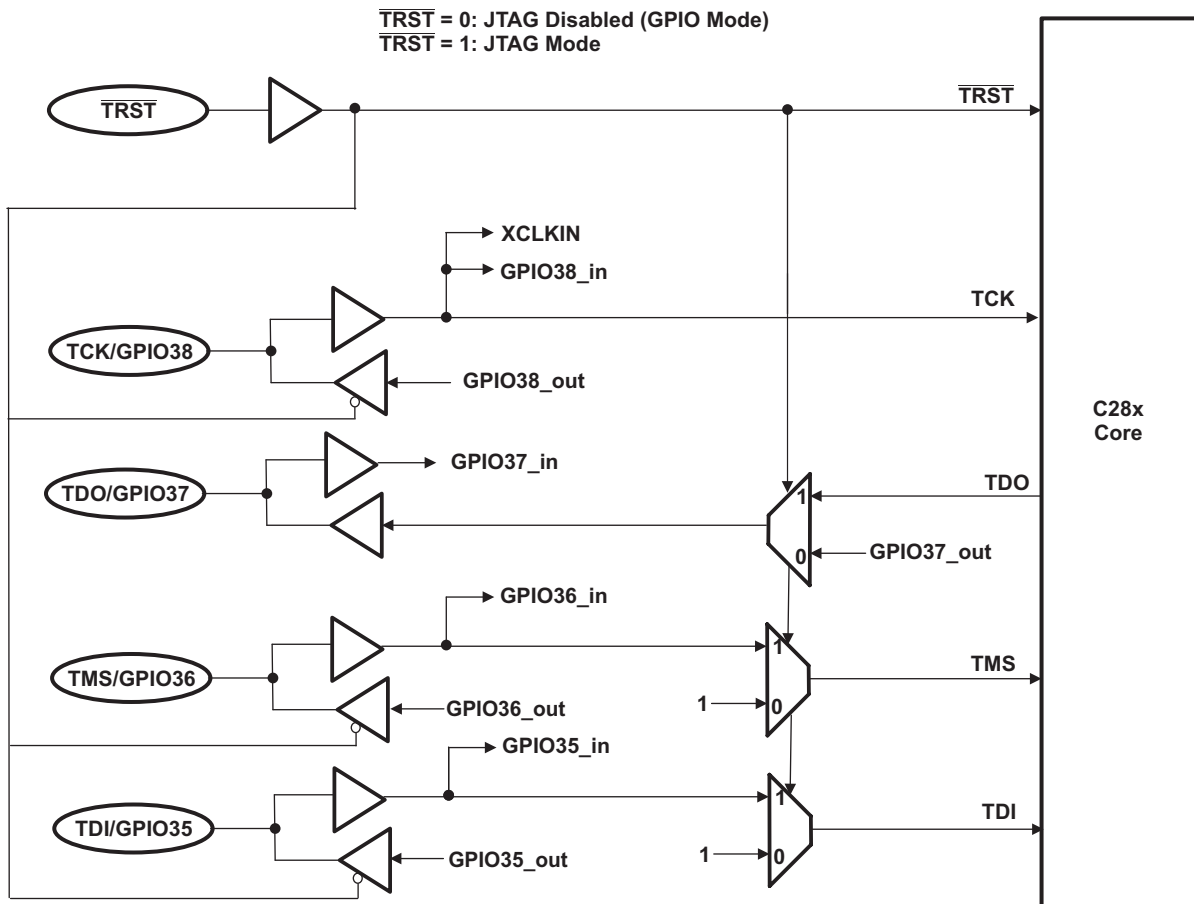 TRST = 0: JTAG Disabled (GPIO Mode)
TRST = 1: JTAG Mode
TRST
TRST
XCLKIN
GPIO38_in
TCK
TCK/GPIO38
GPIO38_out
C28x
Core
GPIO37_in
TDO/GPIO37
1
TDO
0
GPIO37_out
GPIO36_in
1
TMS/GPIO36
TMS
GPIO36_out
1
0
GPIO35_in
1
TDI/GPIO35
TDI
GPIO35_out
1
0